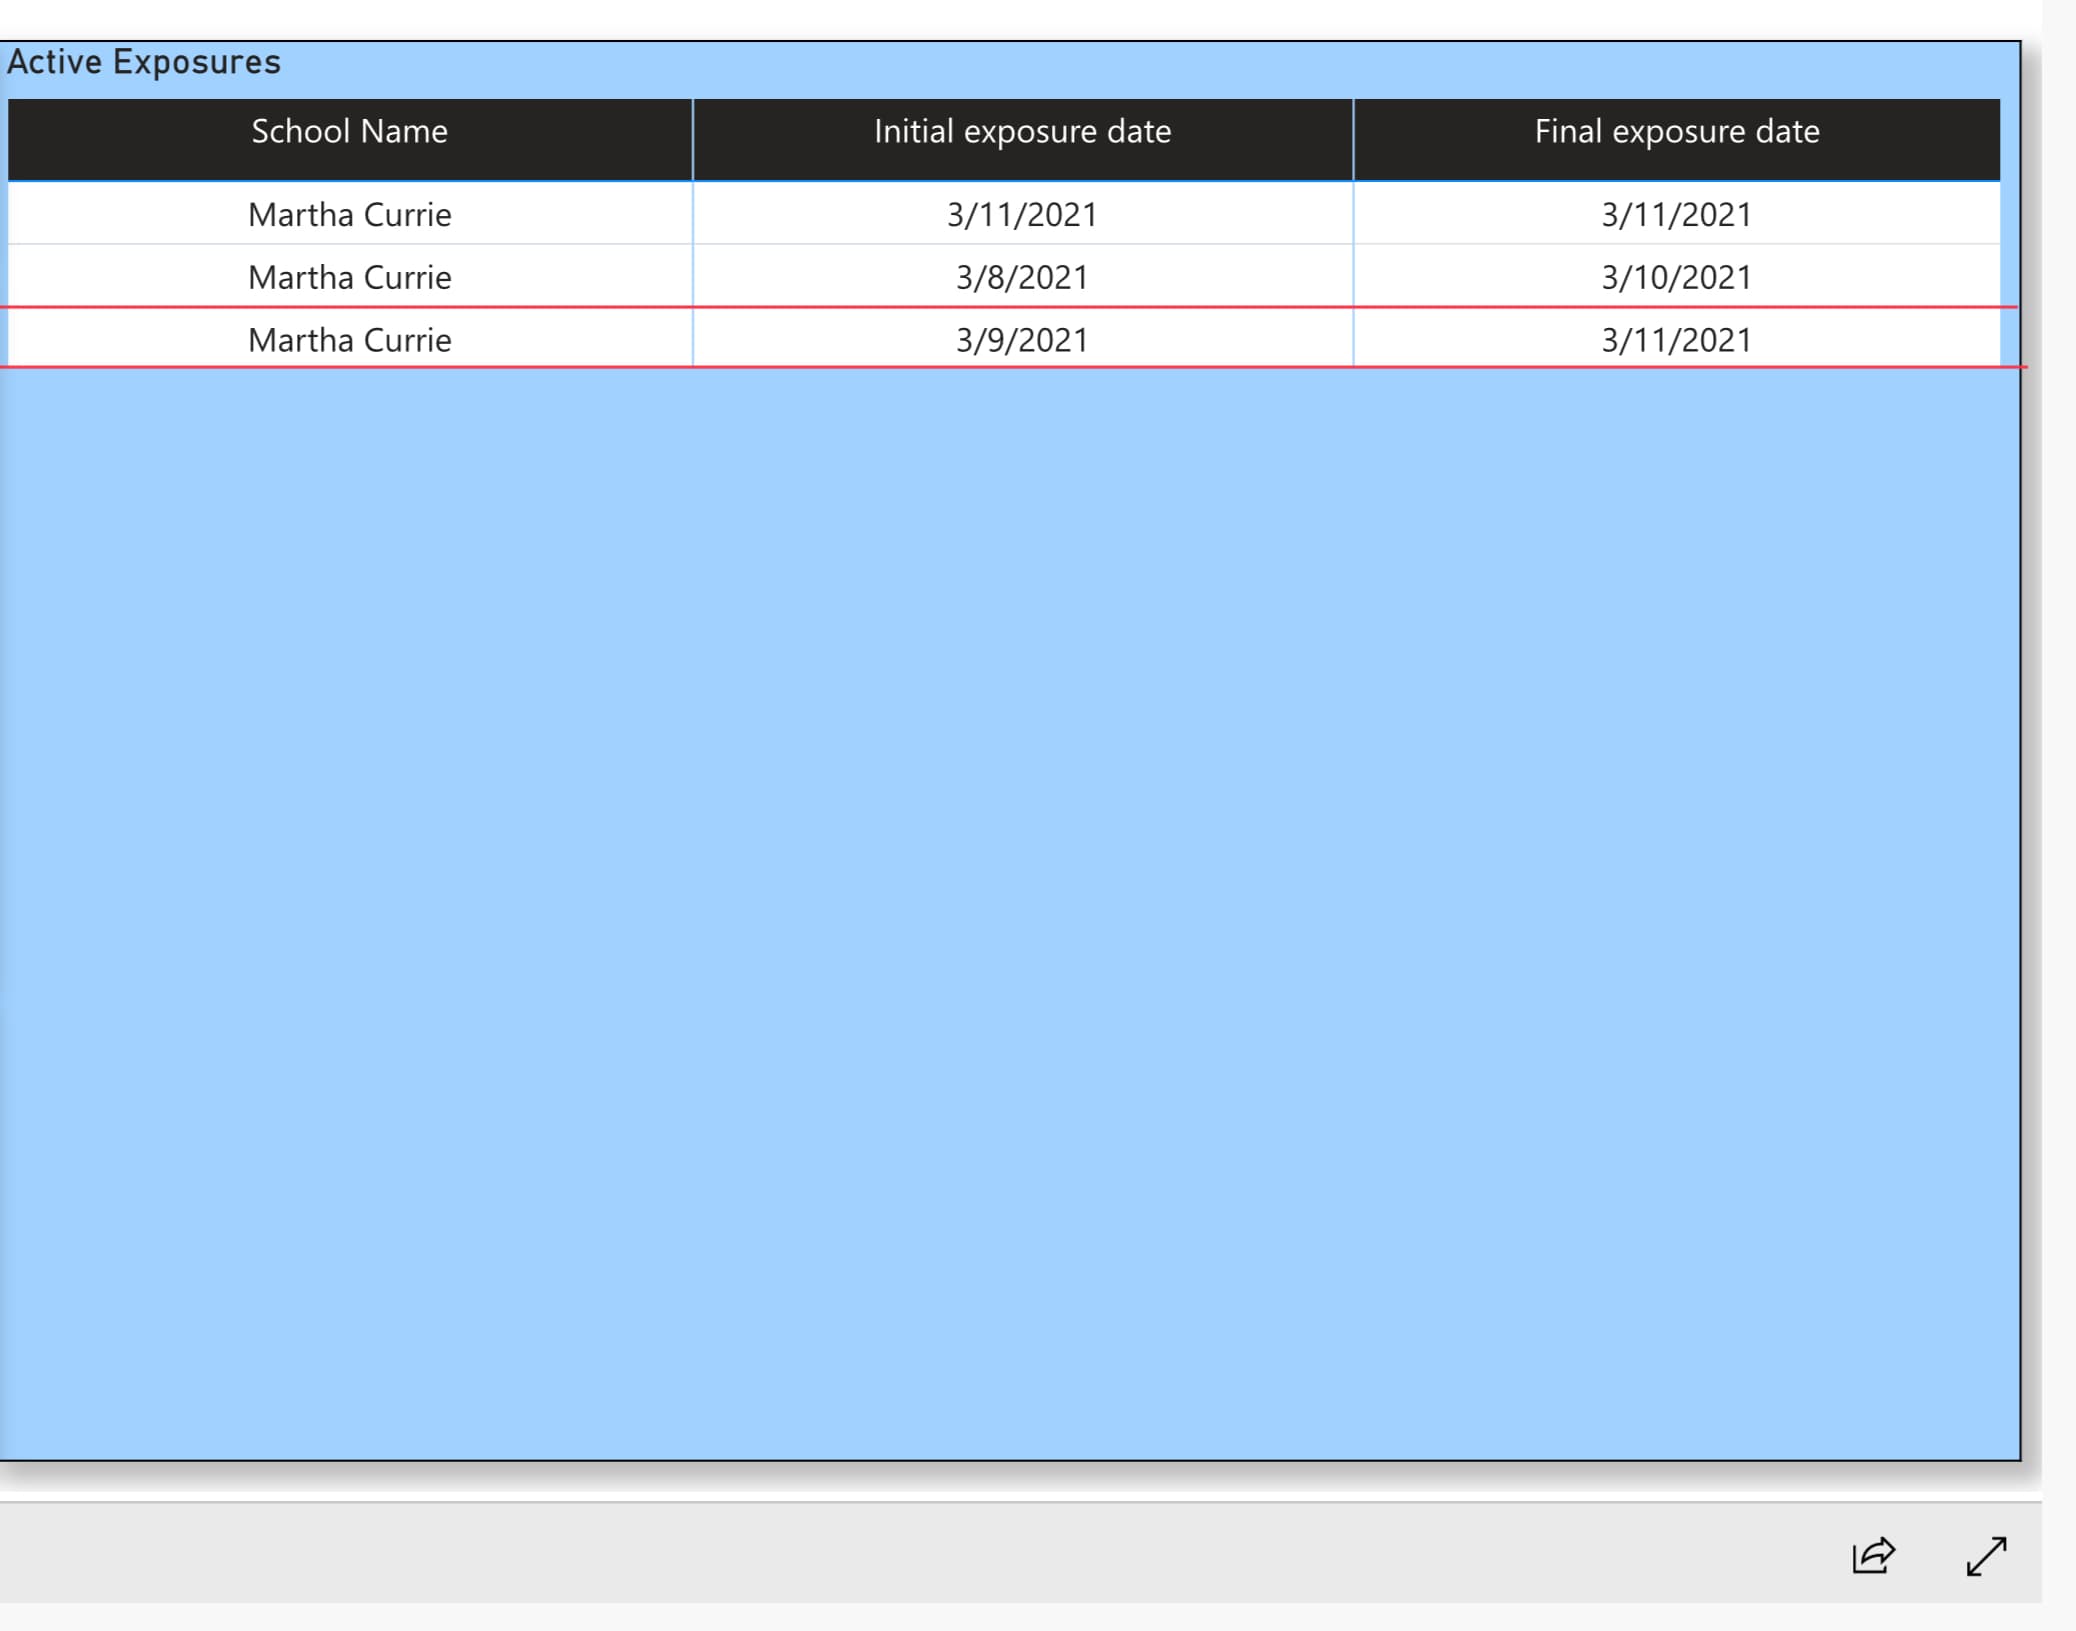 Active Exposures
School Name Initial exposure date Final exposure date
Martha Currie 3/11/2021 3/11/2021
Martha Currie 3/8/2021 3/10/2021
Martha Currie 3/9/2021 3/11/2021